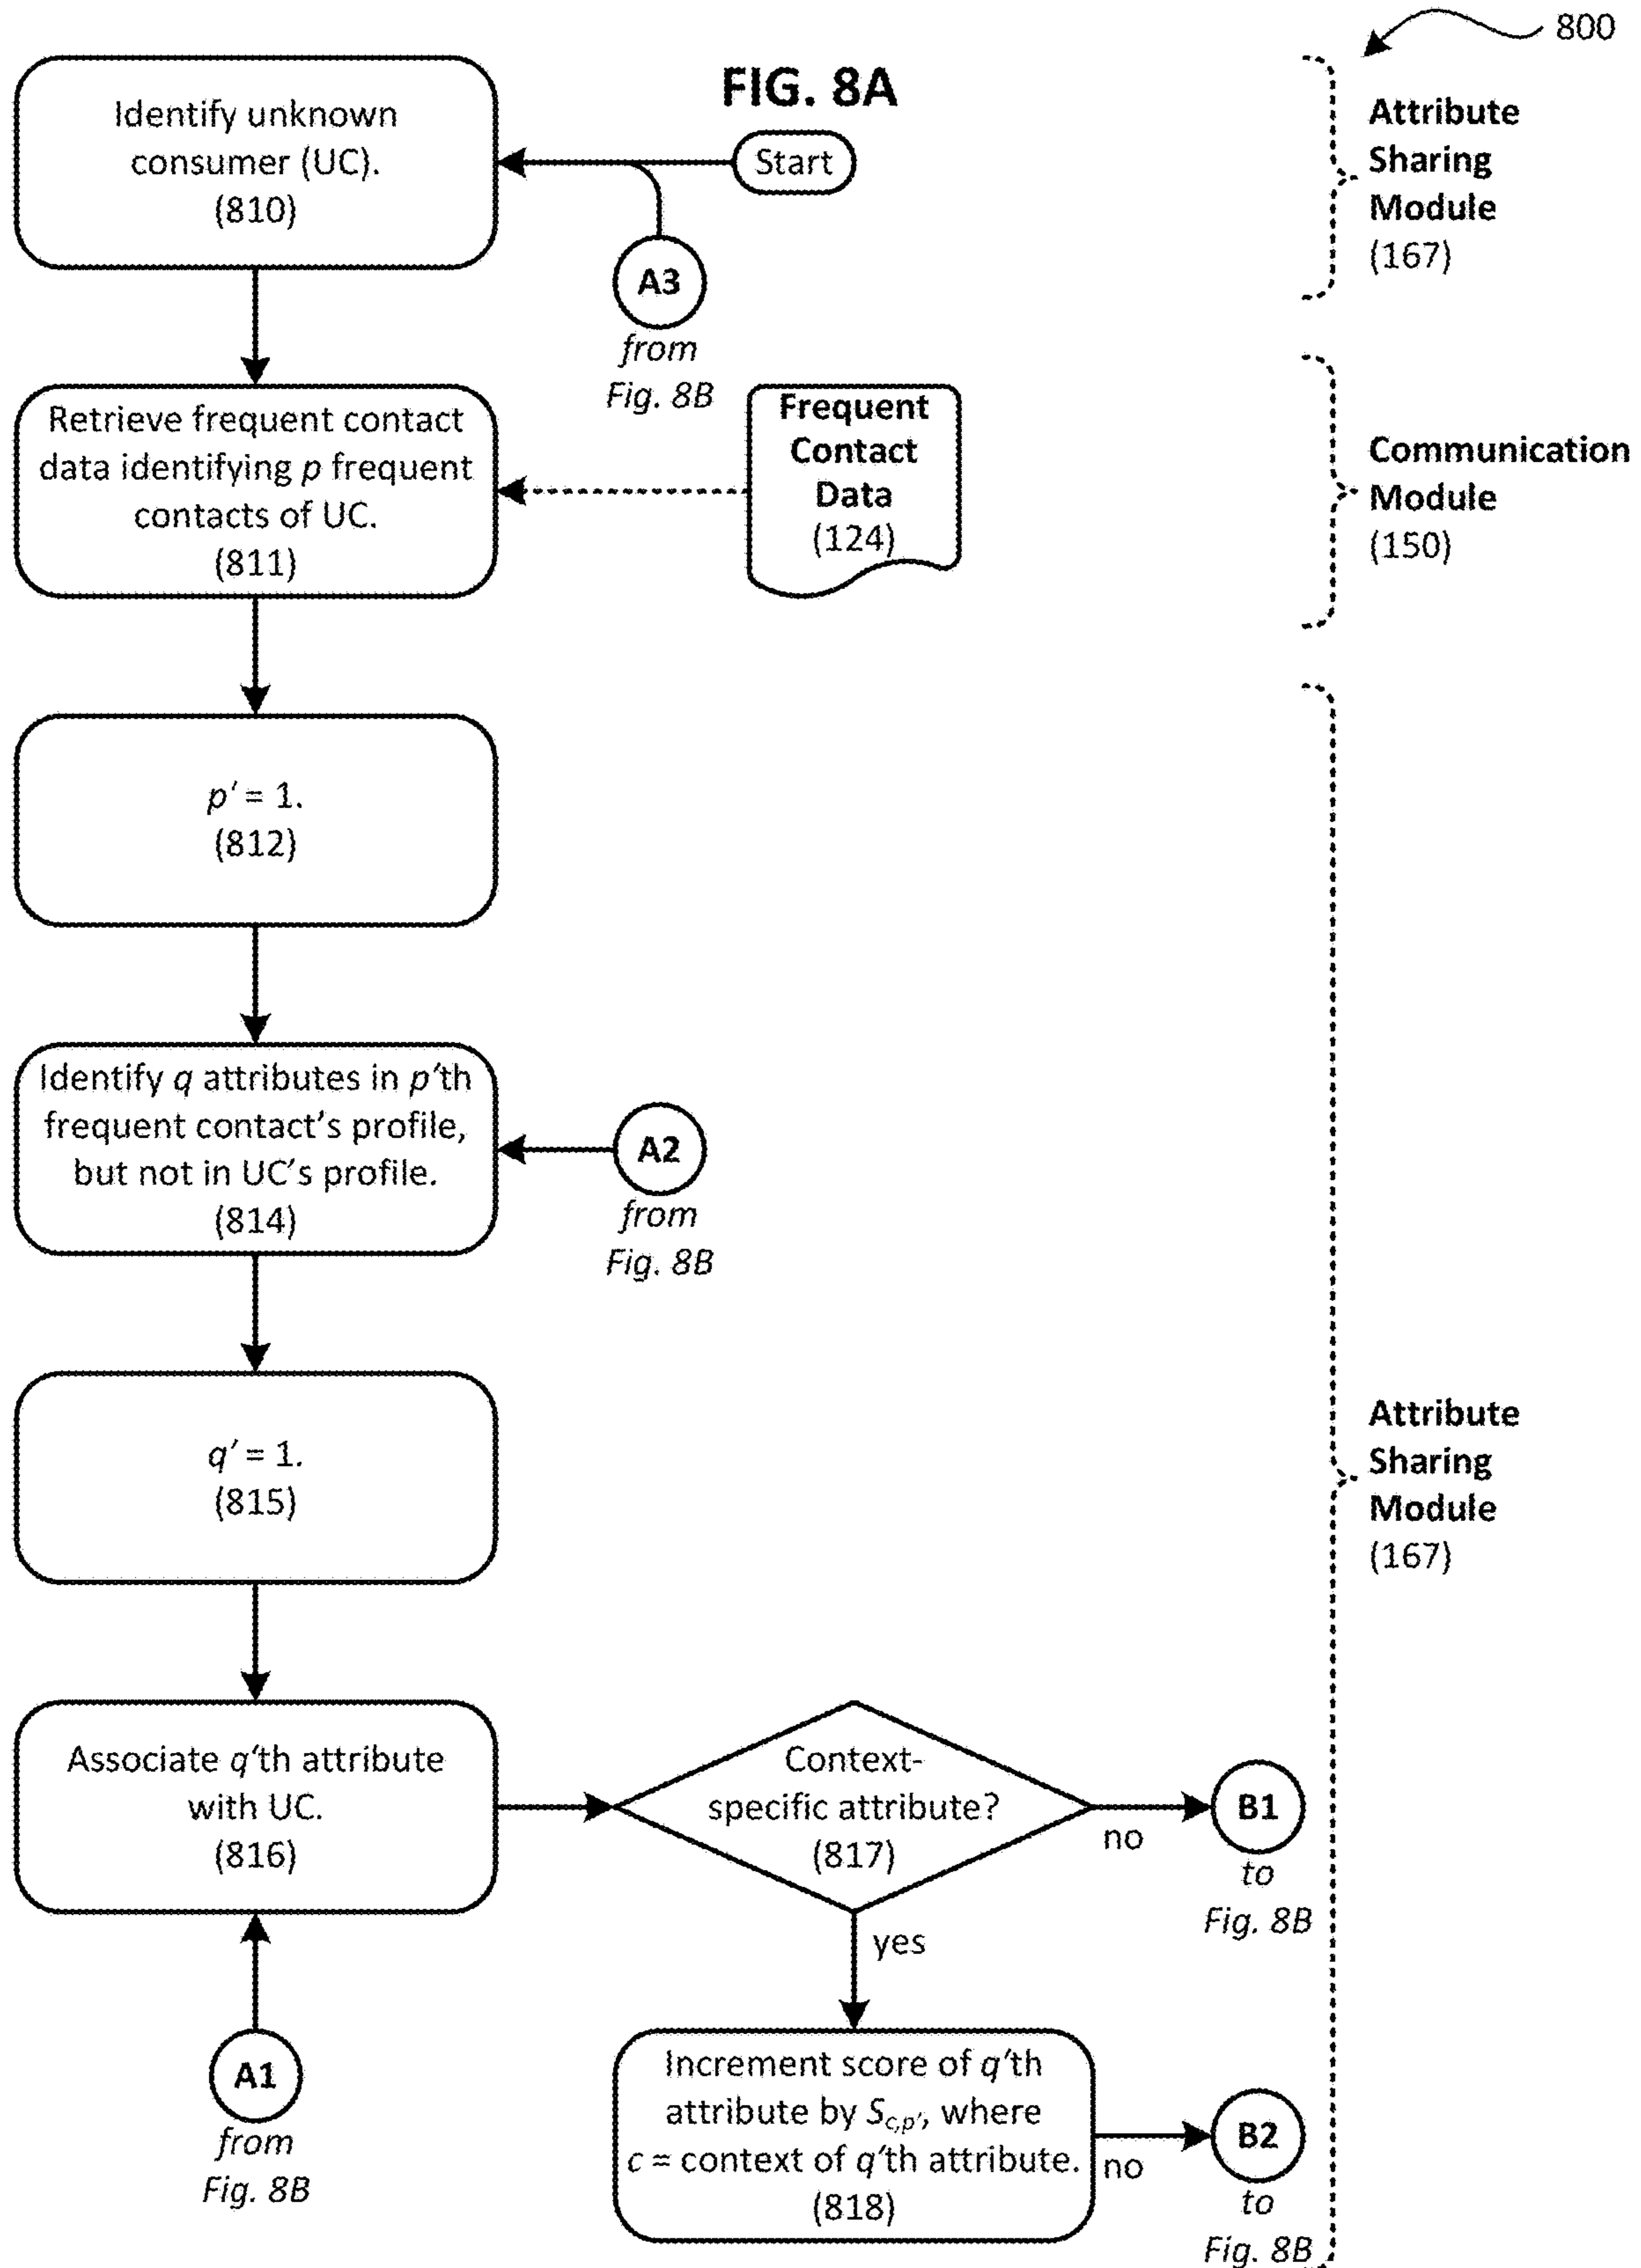 800
FIG. 8A
Identify unknown
consumer (UC).
(810)
Start
A3
from
Fig. 8B
Attribute
Sharing
Module
(167)
Retrieve frequent contact
data identifying p frequent
contacts of UC.
(811)
Frequent
Contact
Data
(124)
Communication
Module
(150)
p' = 1.
(812)
Identify q attributes in p'th
frequent contact's profile,
but not in UC's profile.
(814)
A2
from
Fig. 8B
q' = 1.
(815)
Attribute
Sharing
Module
(167)
Associate q'th attribute
with UC.
(816)
Context-
specific attribute?
(817)
no
B1
to
Fig. 8B
yes
A1
from
Fig. 8B
Increment score of q'th
attribute by Sc,p', where
c = context of q'th attribute.
(818)
no
B2
to
Fig. 8B